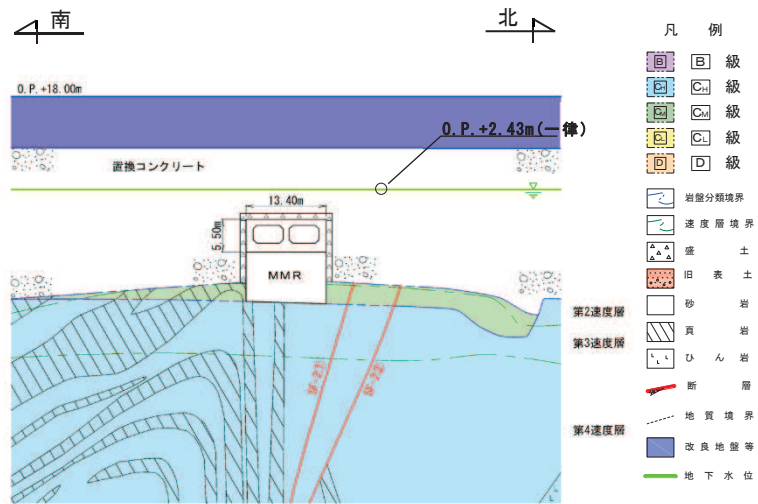 南
北
O.P.+18.00m
O.P.+2.43m(一律)
置換コンクリート
13.40m
5.50m
MMR
SF-2①
SF-2②
第2速度層
第3速度層
第4速度層
凡 例
B B 級
CH CH 級
CM CM 級
CL CL 級
D D 級
岩盤分類境界
速度層境界
盛土
旧表土
砂岩
頁岩
ひん岩
断層
地質境界
改良地盤等
地下水位